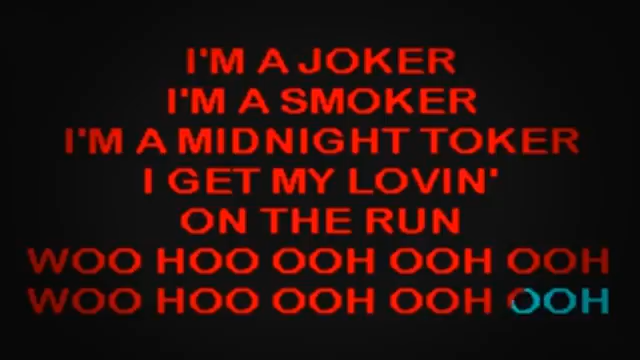 I'M A JOKER
I'M A SMOKER
I'M A MIDNIGHT TOKER
I GET MY LOVIN'
ON THE RUN
WOO HOO OOH OOH OOH
WOO HOO OOH OOH OOH